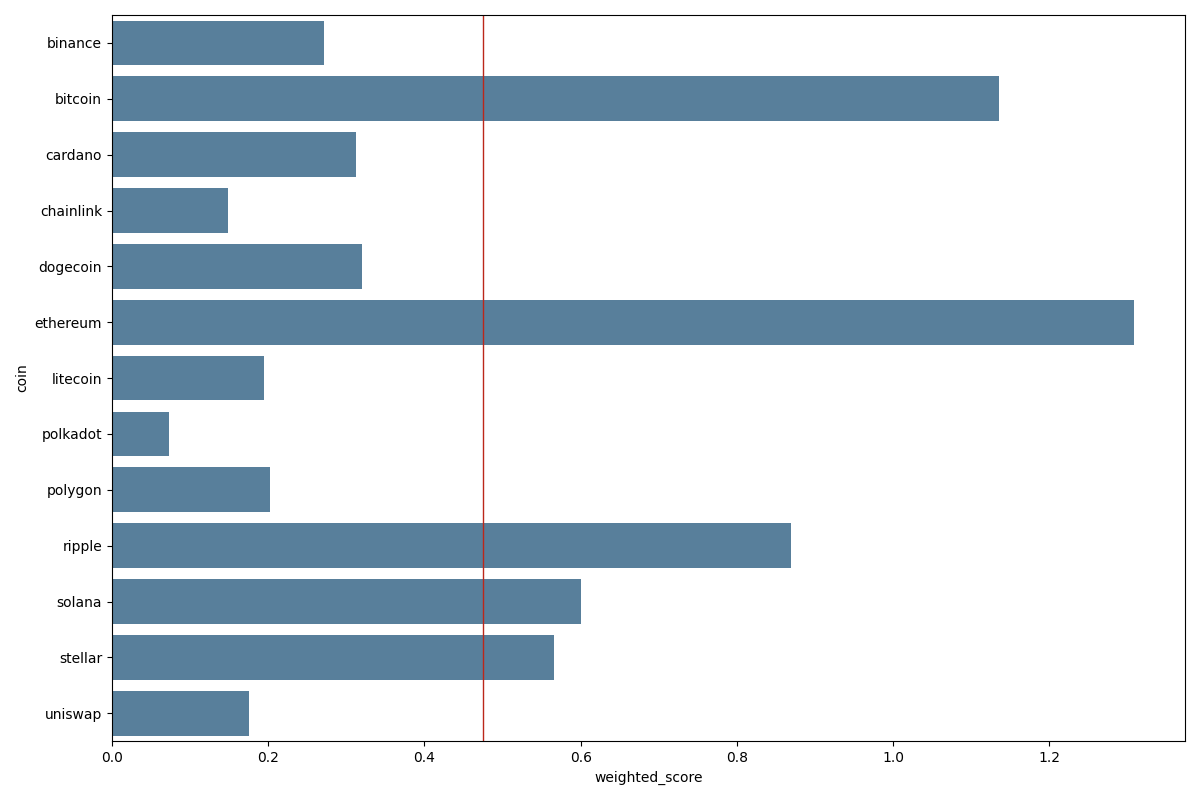 binance
bitcoin
cardano
chainlink
dogecoin
ethereum
litecoin
polkadot
polygon
ripple
solana
stellar
uniswap
coin
0.0 0.2 0.4 0.6 0.8 1.0 1.2
weighted_score